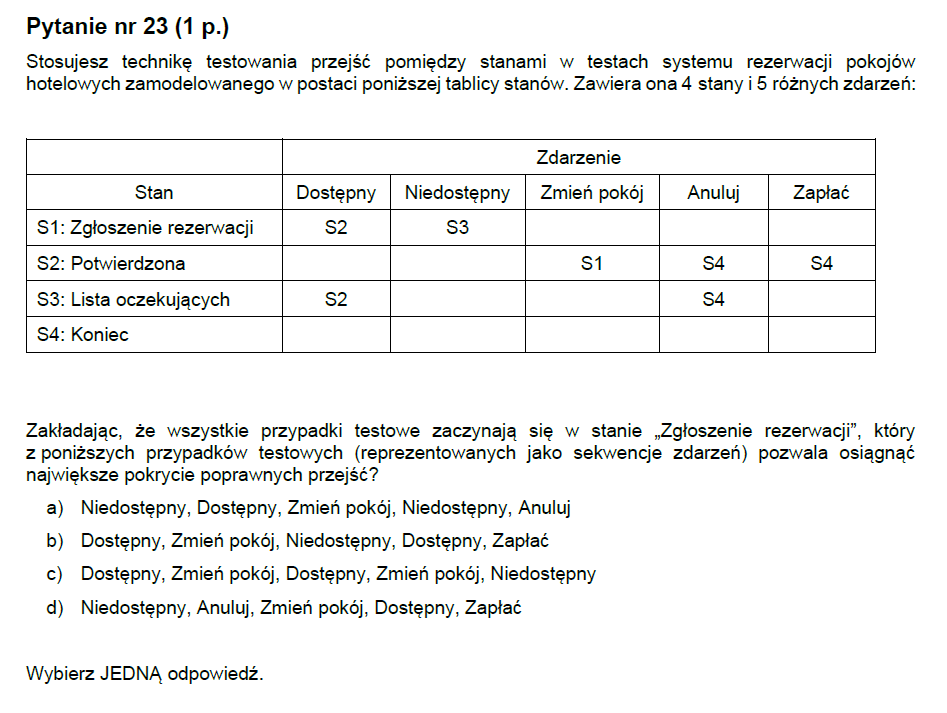 Pytanie nr 23 (1 p.)
Stosujesz technikę testowania przejść pomiędzy stanami w testach systemu rezerwacji pokojów
hotelowych zamodelowanego w postaci poniższej tablicy stanów. Zawiera ona 4 stany i 5 różnych zdarzeń:
Zdarzenie
Stan Dostępny Niedostępny Zmień pokój Anuluj Zapłać
S1: Zgłoszenie rezerwacji S2 S3
S2: Potwierdzona S1 S4 S4
S3: Lista oczekujących S2 S4
S4: Koniec
Zakładając, że wszystkie przypadki testowe zaczynają się w stanie „Zgłoszenie rezerwacji”, który
z poniższych przypadków testowych (reprezentowanych jako sekwencje zdarzeń) pozwala osiągnąć
największe pokrycie poprawnych przejść?
a) Niedostępny, Dostępny, Zmień pokój, Niedostępny, Anuluj
b) Dostępny, Zmień pokój, Niedostępny, Dostępny, Zapłać
c) Dostępny, Zmień pokój, Dostępny, Zmień pokój, Niedostępny
d) Niedostępny, Anuluj, Zmień pokój, Dostępny, Zapłać
Wybierz JEDNĄ odpowiedź.